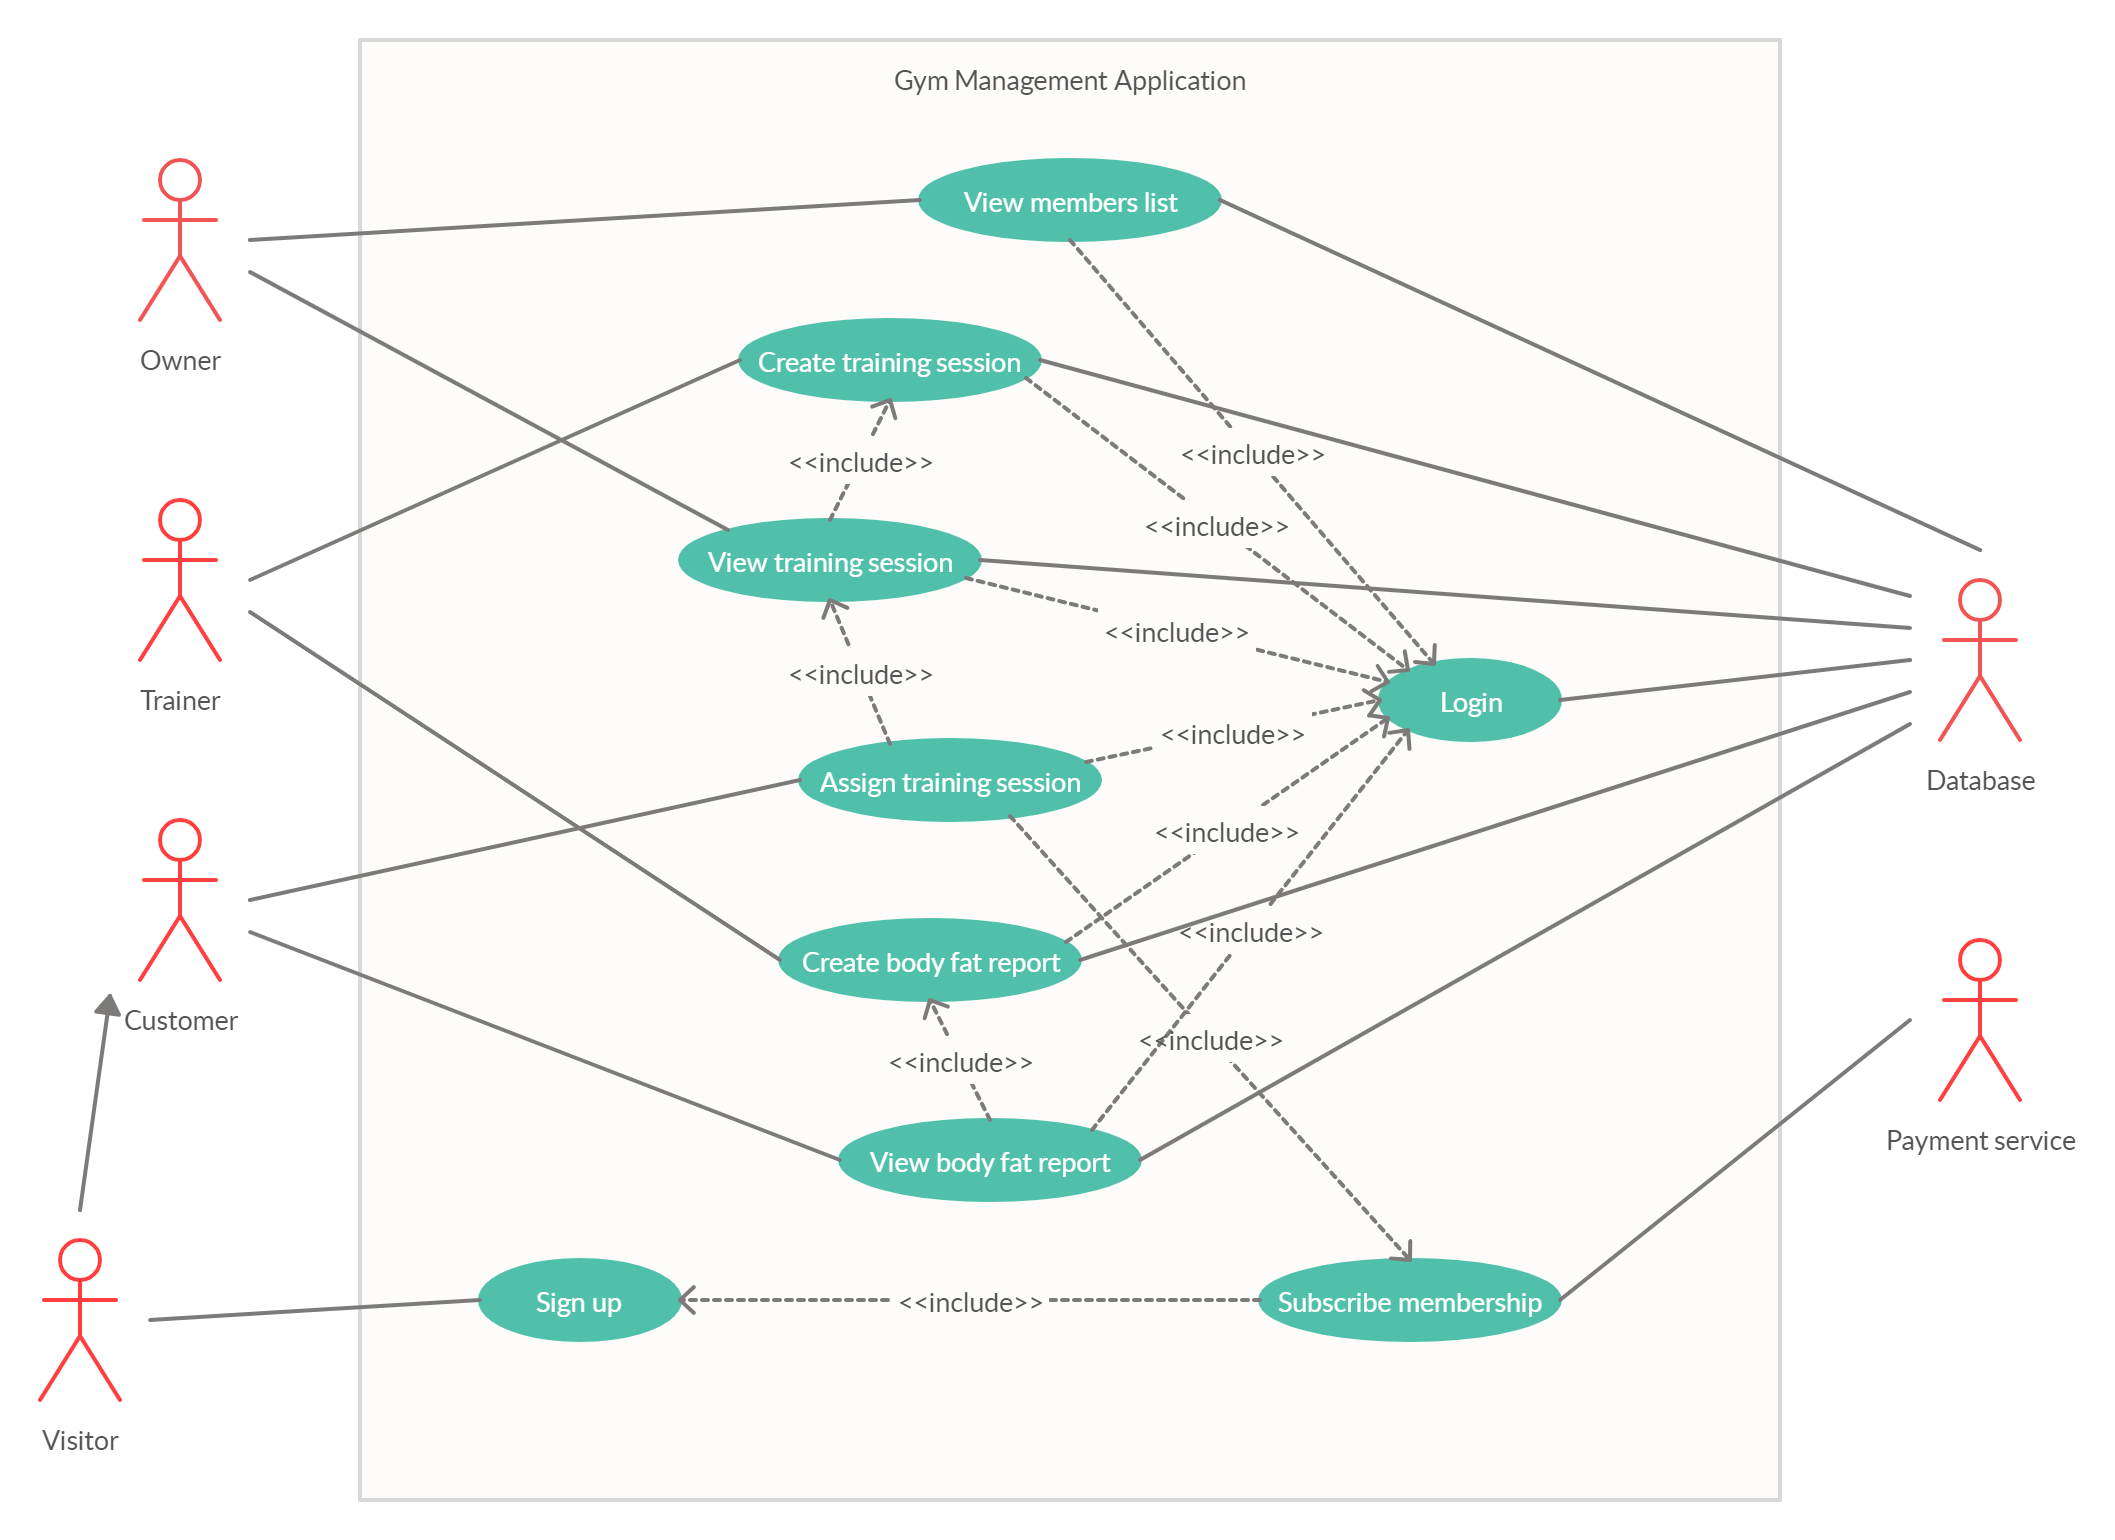 Gym Management Application
View members list
Owner
Create training session
<<include>>
<<include>>
<<include>>
View training session
<<include>>
<<include>>
Trainer
Login
<<include>>
Assign training session
Database
<<include>>
<<include>>
Create body fat report
Customer
<<include>>
<<include>>
Payment service
View body fat report
Sign up
<<include>>
Subscribe membership
Visitor